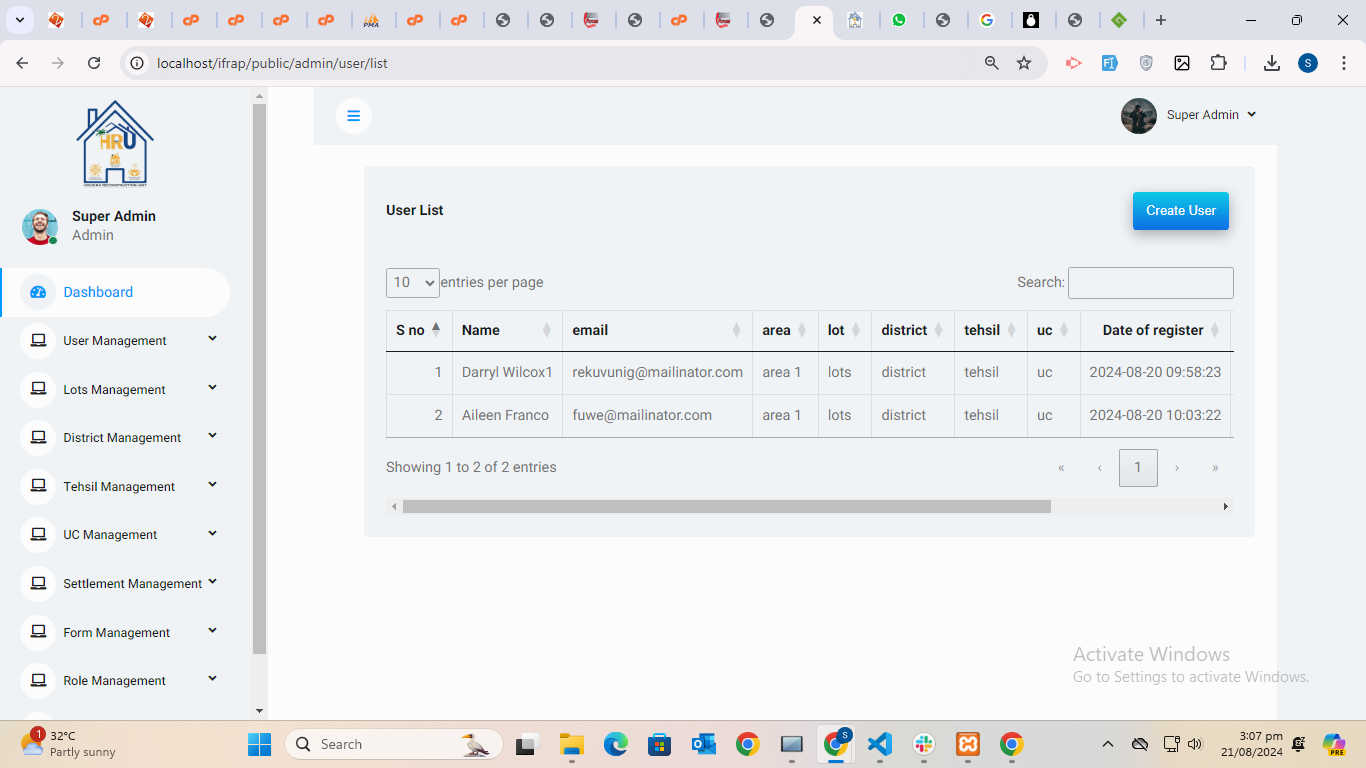 PMA
localhost/ifrap/public/admin/user/list
S
HRU
HOUSING RECONSTRUCTION UNIT
Super Admin
Super Admin
Admin
Dashboard
User Management
Lots Management
District Management
Tehsil Management
UC Management
Settlement Management
Form Management
Role Management
User List
Create User
10 entries per page
Search:
S no Name email area lot district tehsil uc Date of register
1 Darryl Wilcox1 rekuvunig@mailinator.com area 1 lots district tehsil uc 2024-08-20 09:58:23
2 Aileen Franco fuwe@mailinator.com area 1 lots district tehsil uc 2024-08-20 10:03:22
Showing 1 to 2 of 2 entries
« ‹ 1 › »
Activate Windows
Go to Settings to activate Windows.
1
32°C
Partly sunny
Search
S
3:07 pm
21/08/2024
PRE